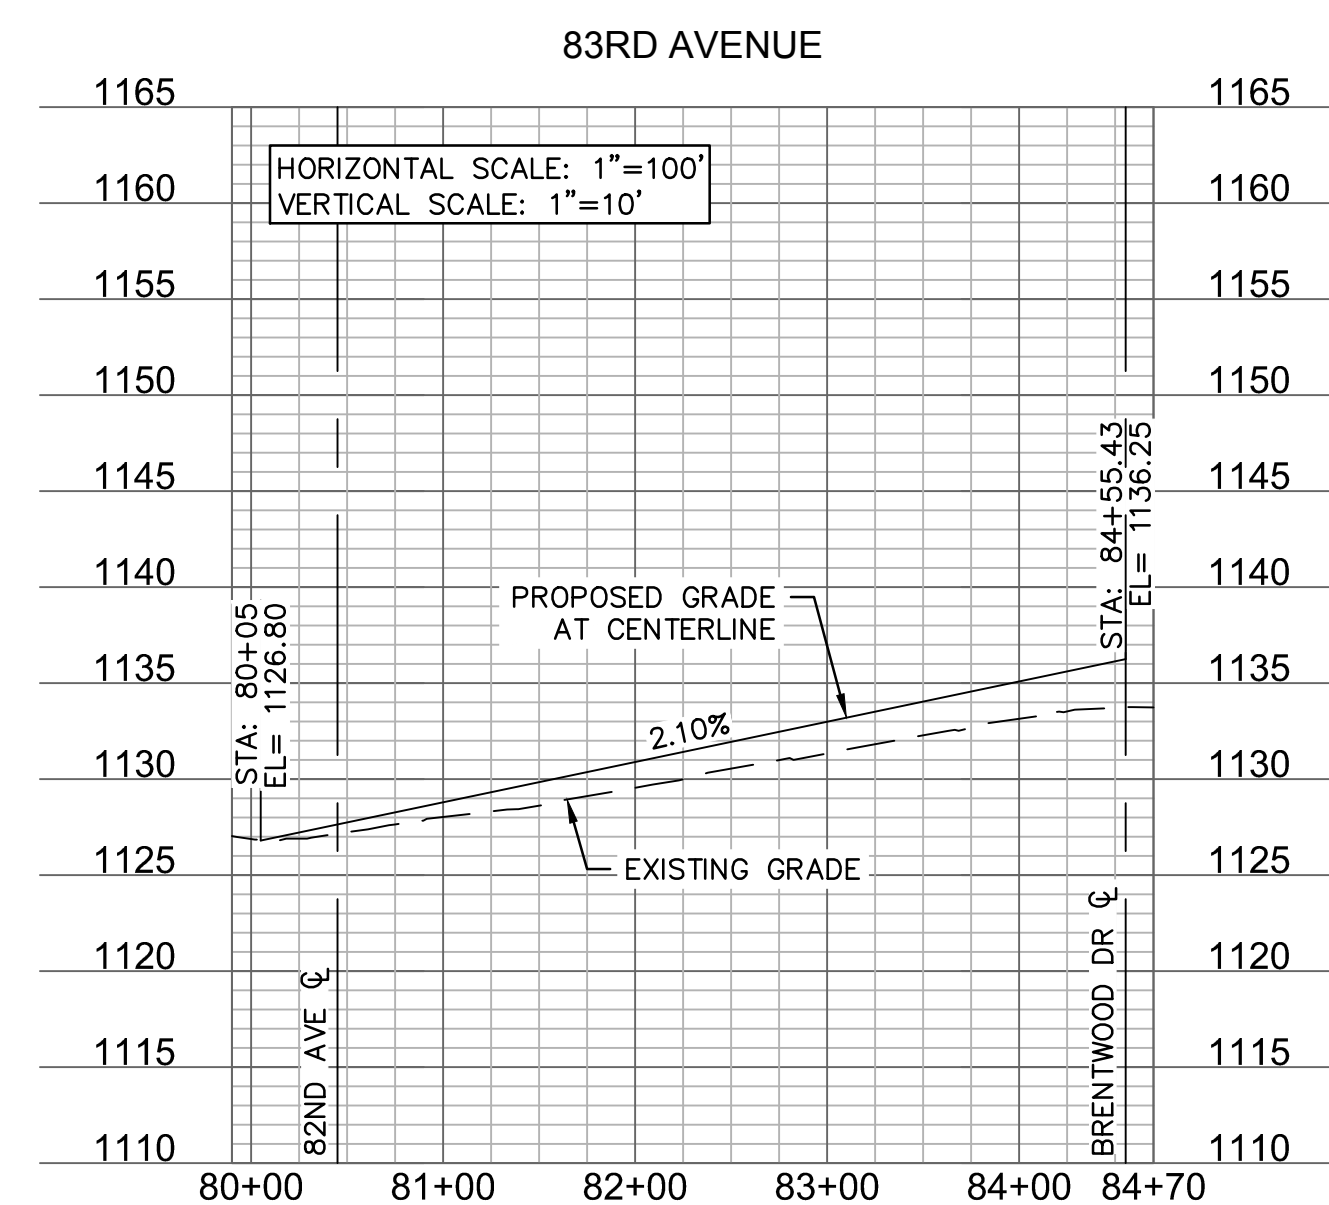 83RD AVENUE
1165 1165
HORIZONTAL SCALE: 1"=100'
VERTICAL SCALE: 1"=10'
1160 1160
1155 1155
1150 1150
1145 1145
STA: 84+55.43
EL= 1136.25
1140 1140
PROPOSED GRADE
AT CENTERLINE
STA: 80+05
EL= 1126.80
1135 1135
2.10%
1130 1130
1125 1125
EXISTING GRADE
1120 1120
82ND AVE ℄
BRENTWOOD DR ℄
1115 1115
1110 1110
80+00 81+00 82+00 83+00 84+00 84+70